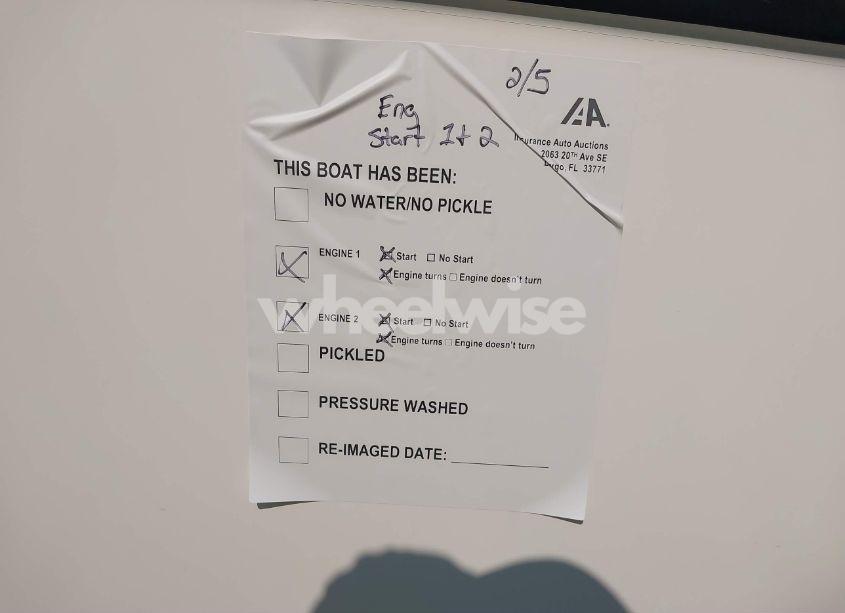 2/5
Eng
Start 1+2
IAA.
Insurance Auto Auctions
2063 20TH Ave SE
FL 33771
THIS BOAT HAS BEEN:
NO WATER/NO PICKLE
ENGINE 1 Start No Start
Engine turns Engine doesn't turn
wheelwise
ENGINE 2 Start No Start
Engine turns Engine doesn't turn
PICKLED
PRESSURE WASHED
RE-IMAGED DATE: